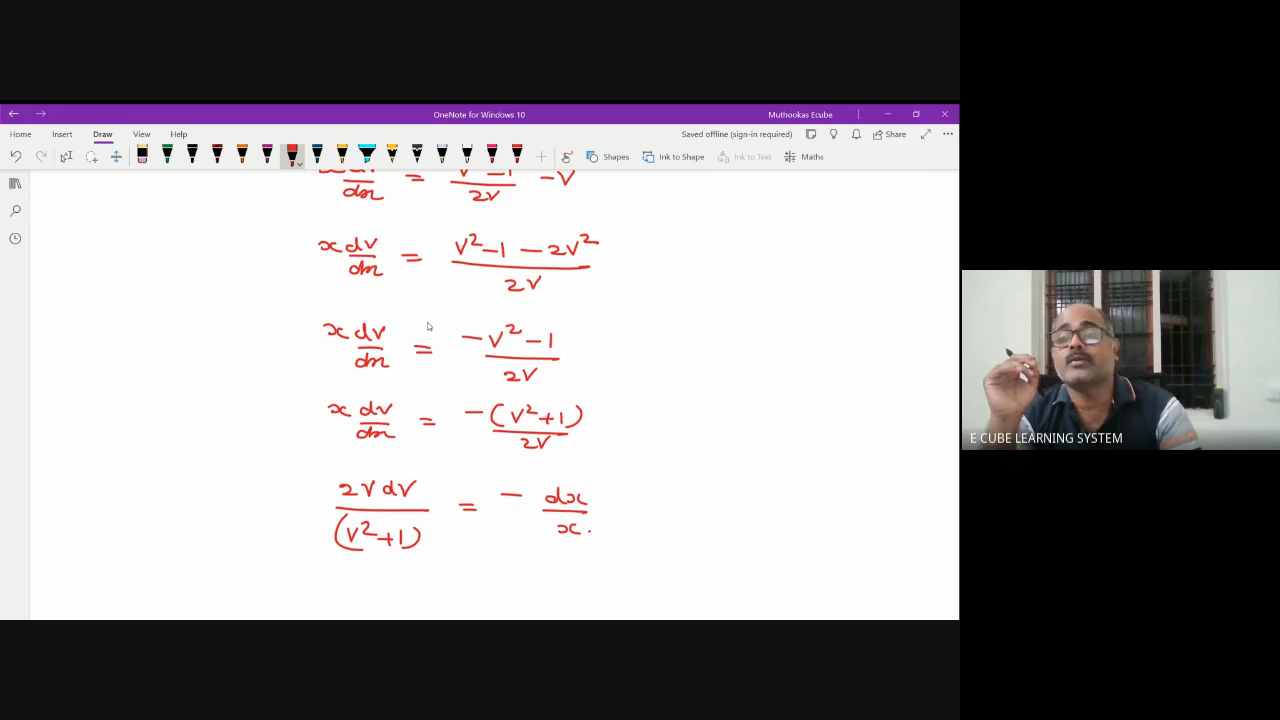 OneNote for Windows 10
Muthookas Ecube
Home Insert Draw View Help
Saved offline (sign-in required)
Share
Shapes
Ink to Shape
Ink to Text
Maths
dx = 2v -v
x dv/dx = (v²-1-2v²)/2v
x dv/dx = (-v²-1)/2v
x dv/dx = -(v²+1)/2v
2v dv/(v²+1) = - dx/x.
E CUBE LEARNING SYSTEM